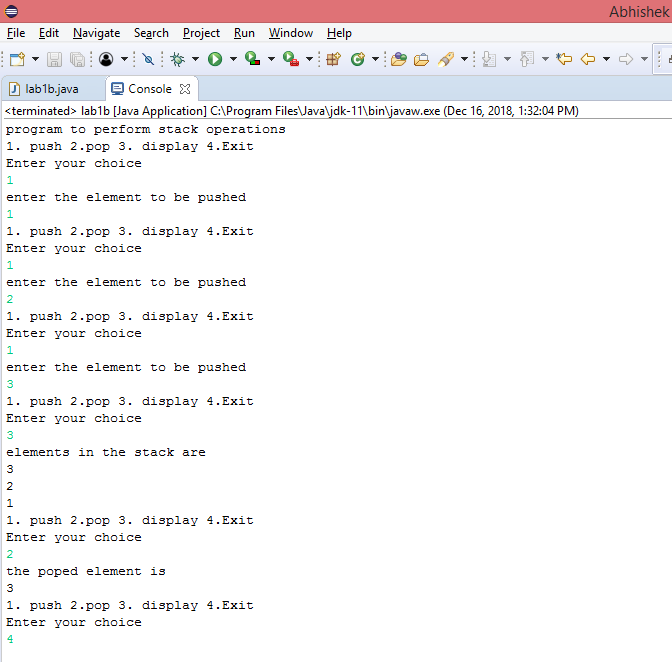 Abhishek
File Edit Navigate Search Project Run Window Help
lab1b.java Console
<terminated> lab1b [Java Application] C:\Program Files\Java\jdk-11\bin\javaw.exe (Dec 16, 2018, 1:32:04 PM)
program to perform stack operations
1. push 2.pop 3. display 4.Exit
Enter your choice
1
enter the element to be pushed
1
1. push 2.pop 3. display 4.Exit
Enter your choice
1
enter the element to be pushed
2
1. push 2.pop 3. display 4.Exit
Enter your choice
1
enter the element to be pushed
3
1. push 2.pop 3. display 4.Exit
Enter your choice
3
elements in the stack are
3
2
1
1. push 2.pop 3. display 4.Exit
Enter your choice
2
the poped element is
3
1. push 2.pop 3. display 4.Exit
Enter your choice
4